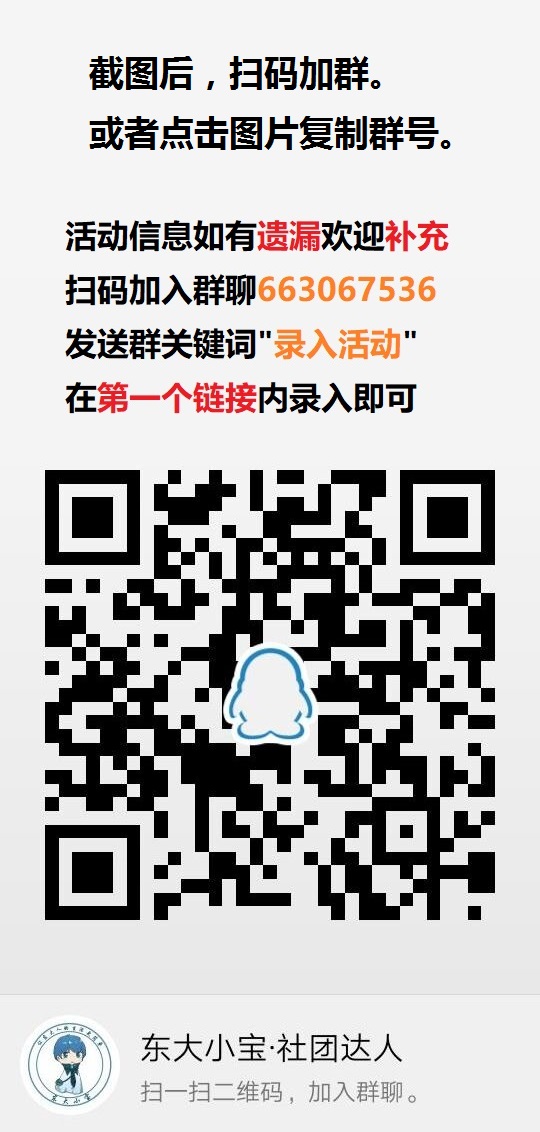 截图后，扫码加群。
或者点击图片复制群号。
活动信息如有遗漏欢迎补充
扫码加入群聊663067536
发送群关键词"录入活动"
在第一个链接内录入即可
东大小宝·社团达人
扫一扫二维码，加入群聊。
东大小宝